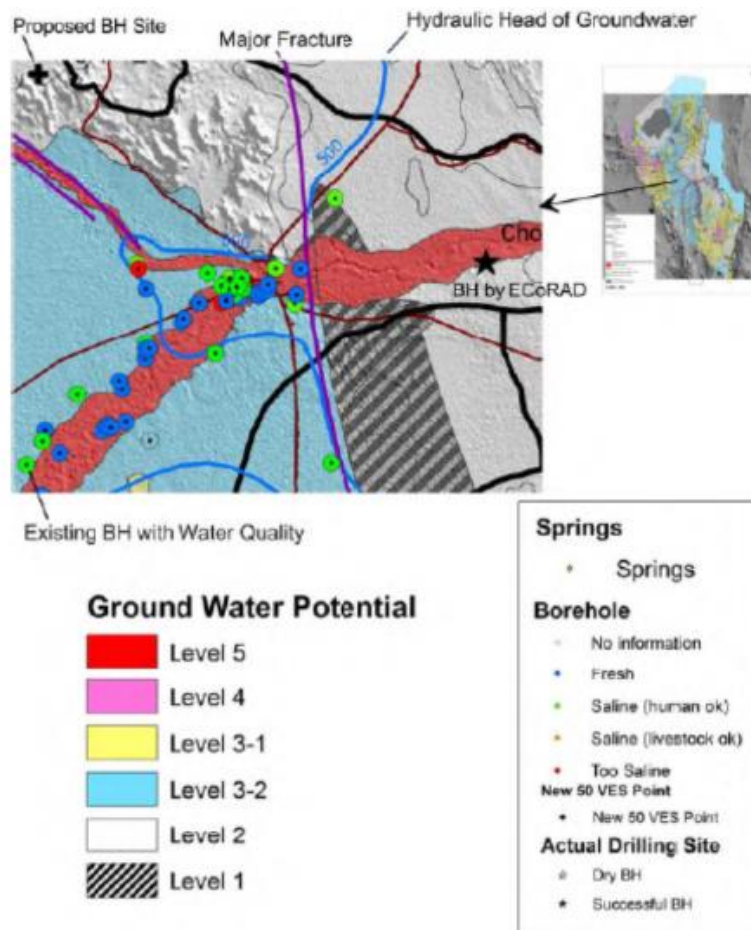 Proposed BH Site
Major Fracture
Hydraulic Head of Groundwater
500
500
Cho
BH by ECoRAD
Existing BH with Water Quality
Ground Water Potential
Level 5
Level 4
Level 3-1
Level 3-2
Level 2
Level 1
Springs
Springs
Borehole
No information
Fresh
Saline (human ok)
Saline (livestock ok)
Too Saline
New 50 VES Point
New 50 VES Point
Actual Drilling Site
Dry BH
Successful BH